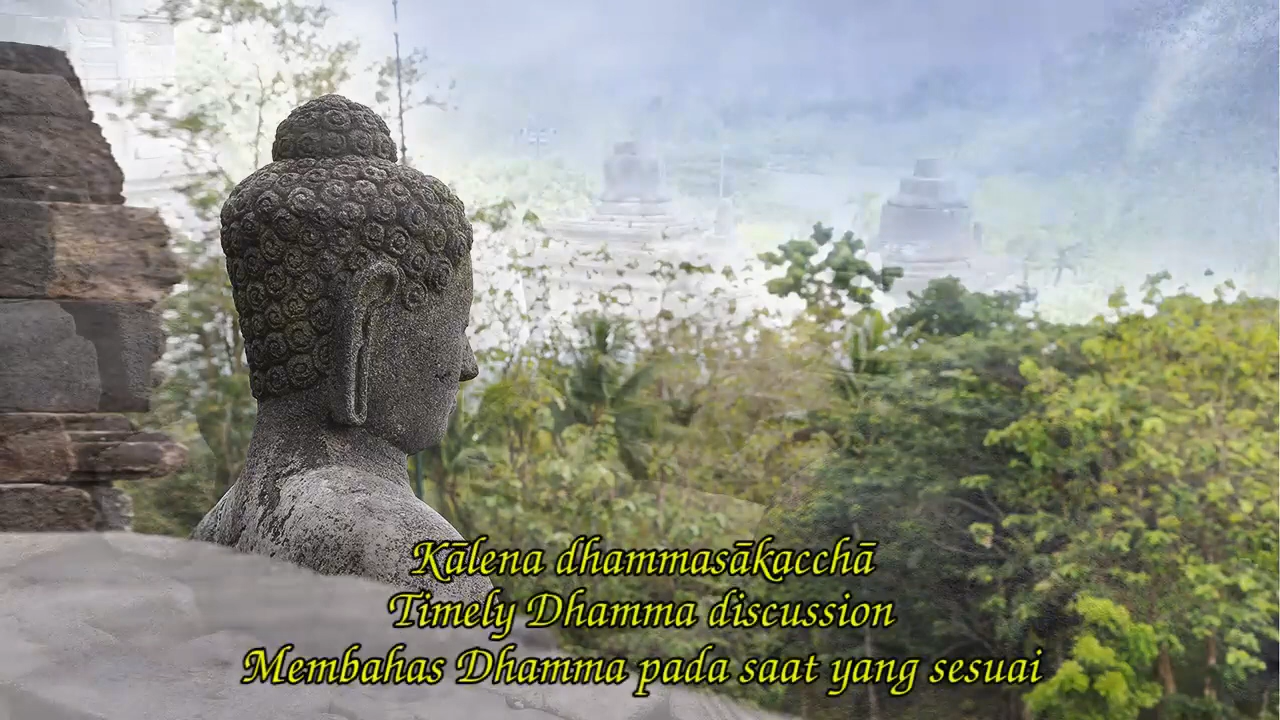 Kālena dhammasākacchā
Timely Dhamma discussion
Membahas Dhamma pada saat yang sesuai